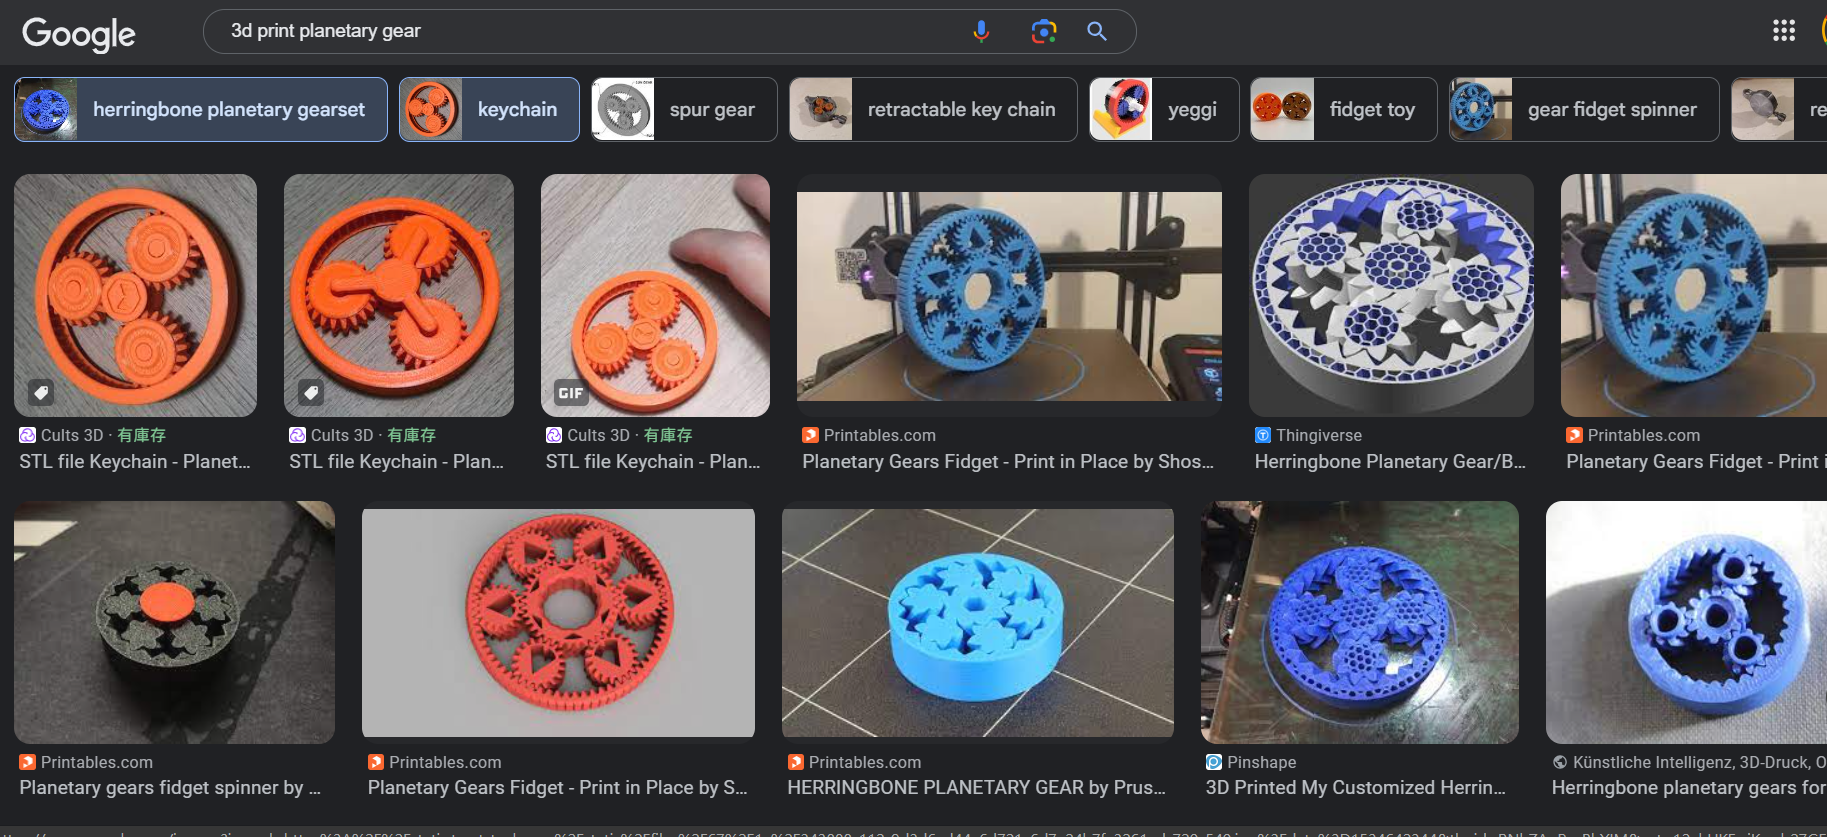 Google
3d print planetary gear
herringbone planetary gearset
keychain
spur gear
retractable key chain
yeggi
fidget toy
gear fidget spinner
re
GIF
Cults 3D · 有庫存
STL file Keychain - Planet...
Cults 3D · 有庫存
STL file Keychain - Plan...
Cults 3D · 有庫存
STL file Keychain - Plan...
Printables.com
Planetary Gears Fidget - Print in Place by Shos...
Thingiverse
Herringbone Planetary Gear/B...
Printables.com
Planetary Gears Fidget - Print i
Printables.com
Planetary gears fidget spinner by ...
Printables.com
Planetary Gears Fidget - Print in Place by S...
Printables.com
HERRINGBONE PLANETARY GEAR by Prus...
Pinshape
3D Printed My Customized Herrin...
Künstliche Intelligenz, 3D-Druck, O
Herringbone planetary gears for